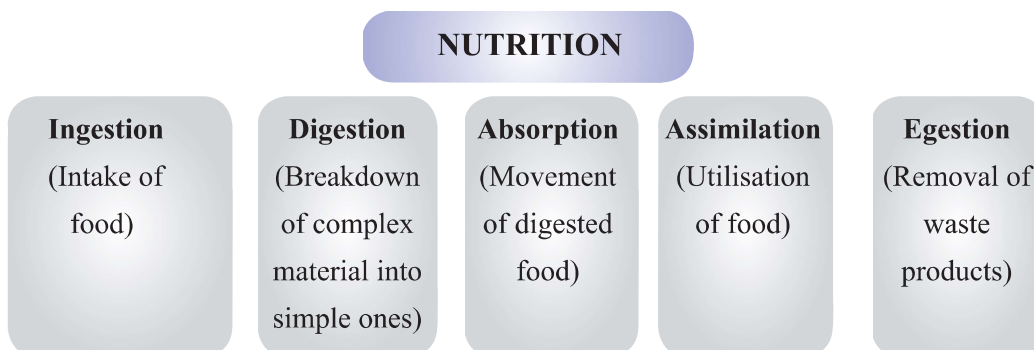 NUTRITION
Ingestion
(Intake of
food)
Digestion
(Breakdown
of complex
material into
simple ones)
Absorption
(Movement
of digested
food)
Assimilation
(Utilisation
of food)
Egestion
(Removal of
waste
products)